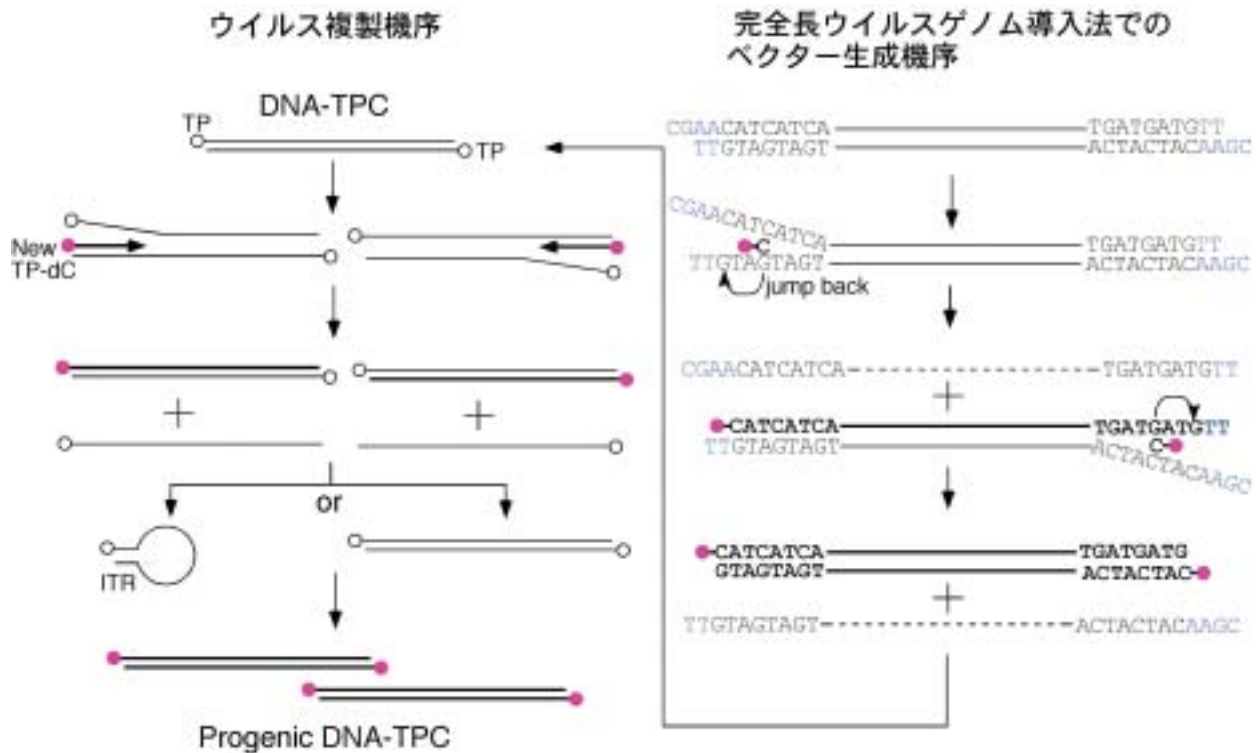 ウイルス複製機序
DNA-TPC
TP
TP
New
TP-dC
or
ITR
Progenic DNA-TPC
完全長ウイルスゲノム導入法での
ベクター生成機序
CGAACATCATCA TGATGATGTT
TTGTAGTAGT ACTACTACAAGC
CGAACATCATCA
C
TGATGATGTT
TTGTAGTAGT ACTACTACAAGC
jump back
CGAACATCATCA TGATGATGTT
+
CATCATCA TGATGATGTT
TTGTAGTAGT
C
ACTACTACAAGC
CATCATCA TGATGATG
GTAGTAGT ACTACTAC
+
TTGTAGTAGT ACTACTACAAGC